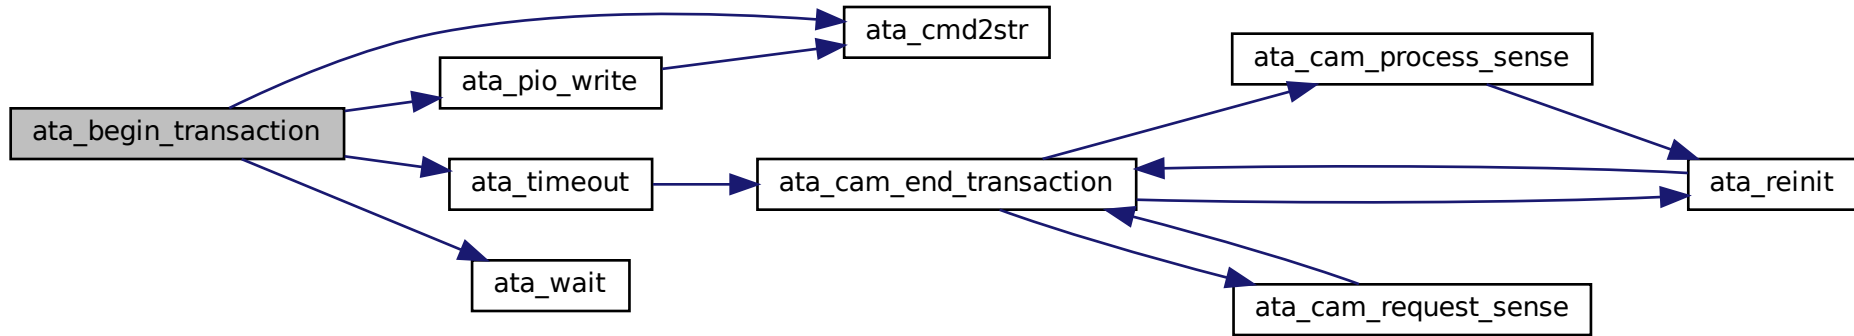 ata_begin_transaction
ata_pio_write
ata_timeout
ata_wait
ata_cmd2str
ata_cam_end_transaction
ata_cam_process_sense
ata_cam_request_sense
ata_reinit